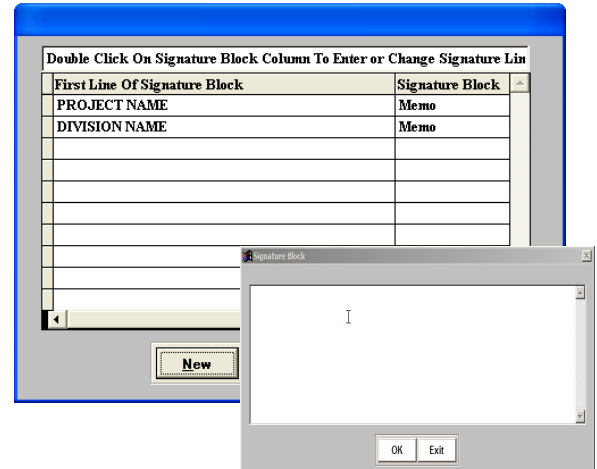 Double Click On Signature Block Column To Enter or Change Signature Lin
First Line Of Signature Block Signature Block
PROJECT NAME Memo
DIVISION NAME Memo
Signature Block
New
OK Exit